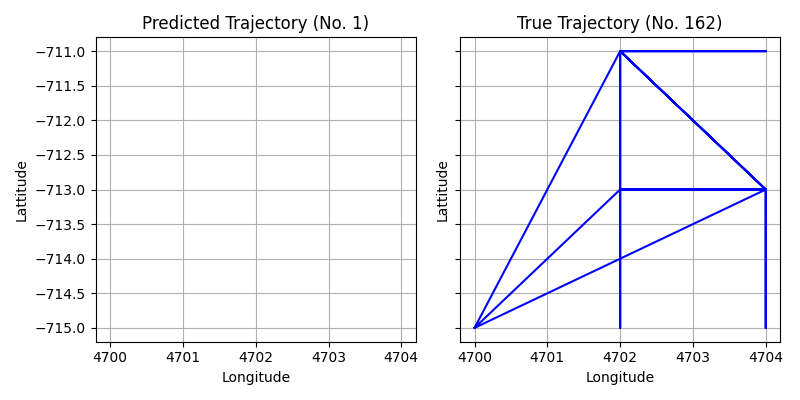 Predicted Trajectory (No. 1)
True Trajectory (No. 162)
Lattitude
−711.0
−711.5
−712.0
−712.5
−713.0
−713.5
−714.0
−714.5
−715.0
4700 4701 4702 4703 4704
Longitude
Lattitude
4700 4701 4702 4703 4704
Longitude